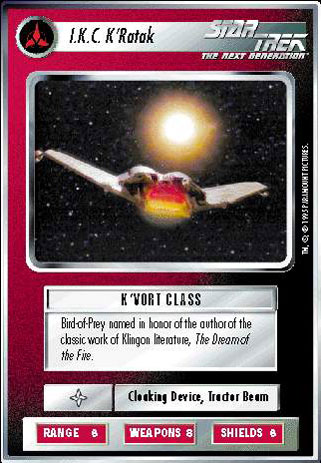 I.K.C. K'Ratak
STAR TREK
THE NEXT GENERATION®
TM, ®, © 1995 PARAMOUNT PICTURES.
K'VORT CLASS
Bird-of-Prey named in honor of the author of the
classic work of Klingon literature, The Dream of
the Fire.
Cloaking Device, Tractor Beam
RANGE 8
WEAPONS 8
SHIELDS 8